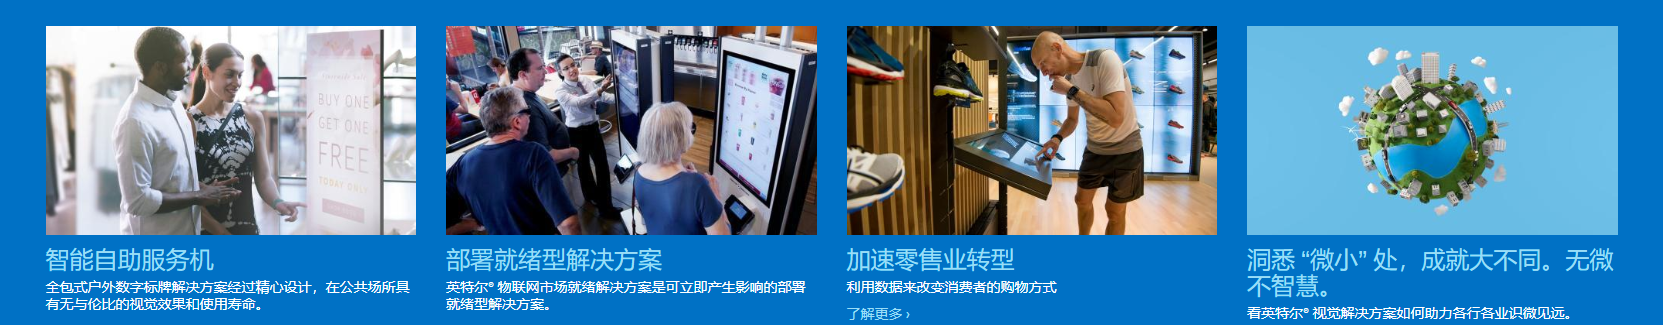 BUY ONE
GET ONE
FREE
TODAY ONLY
智能自助服务机
全包式户外数字标牌解决方案经过精心设计，在公共场所具
有无与伦比的视觉效果和使用寿命。
部署就绪型解决方案
英特尔® 物联网市场就绪解决方案是可立即产生影响的部署
就绪型解决方案。
加速零售业转型
利用数据来改变消费者的购物方式
了解更多 ›
洞悉 “微小” 处，成就大不同。无微
不智慧。
看英特尔® 视觉解决方案如何助力各行各业识微见远。